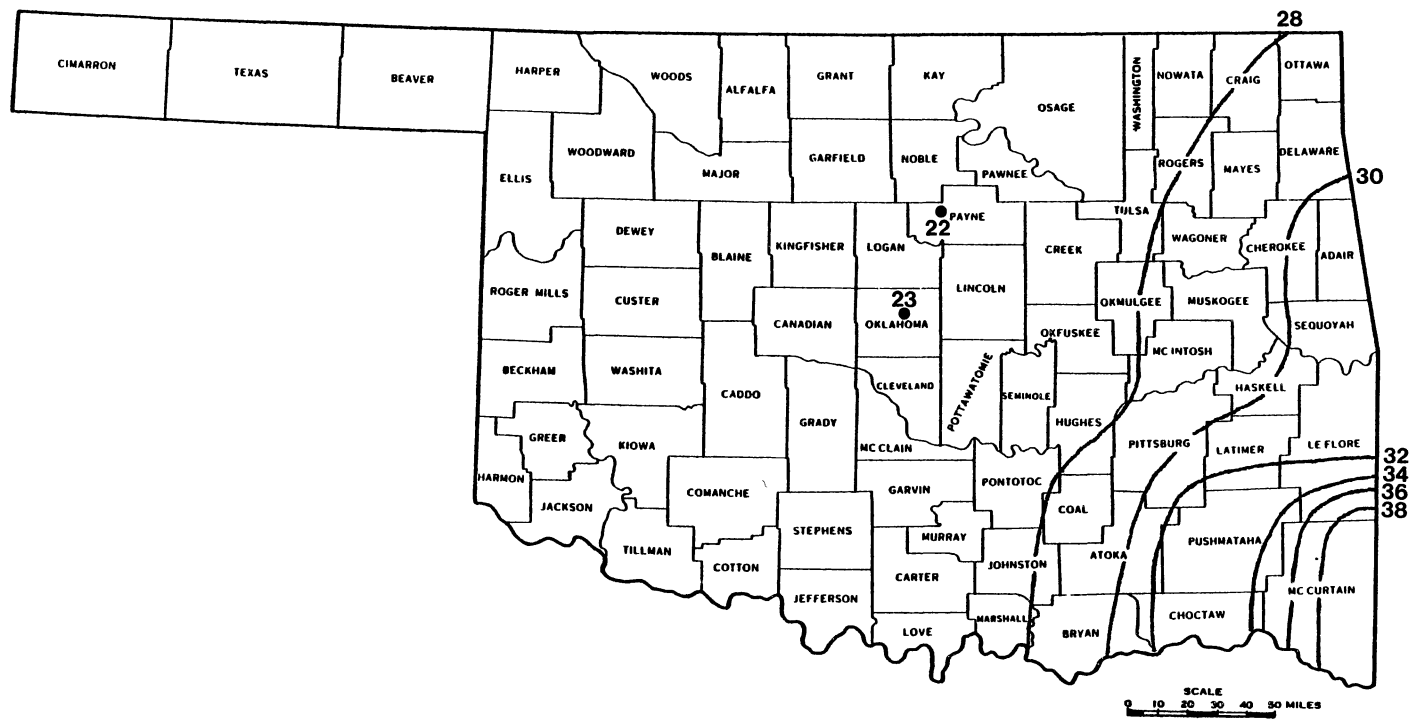 28
CIMARRON
TEXAS
BEAVER
HARPER
WOODS
ALFALFA
GRANT
KAY
OSAGE
WASHINGTON
NOWATA
CRAIG
OTTAWA
ELLIS
WOODWARD
MAJOR
GARFIELD
NOBLE
PAWNEE
ROGERS
MAYES
DELAWARE
30
DEWEY
BLAINE
KINGFISHER
LOGAN
PAYNE
22
CREEK
TULSA
WAGONER
CHEROKEE
ADAIR
ROGER MILLS
CUSTER
CANADIAN
23
OKLAHOMA
LINCOLN
OKMULGEE
MUSKOGEE
OKFUSKEE
MC INTOSH
SEQUOYAH
BECKHAM
WASHITA
CADDO
GRADY
CLEVELAND
POTTAWATOMIE
SEMINOLE
HUGHES
HASKELL
GREER
KIOWA
MC CLAIN
PITTSBURG
LATIMER
LE FLORE
32
34
36
38
HARMON
JACKSON
COMANCHE
GARVIN
PONTOTOC
COAL
TILLMAN
COTTON
STEPHENS
MURRAY
JOHNSTON
ATOKA
PUSHMATAHA
MC CURTAIN
JEFFERSON
CARTER
LOVE
MARSHALL
BRYAN
CHOCTAW
SCALE
0 10 20 30 40 50 MILES